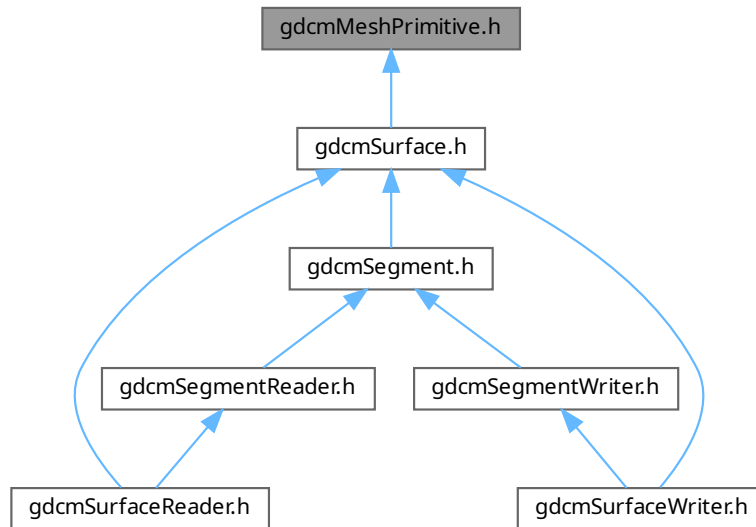 gdcmMeshPrimitive.h
gdcmSurface.h
gdcmSegment.h
gdcmSegmentReader.h
gdcmSegmentWriter.h
gdcmSurfaceReader.h
gdcmSurfaceWriter.h